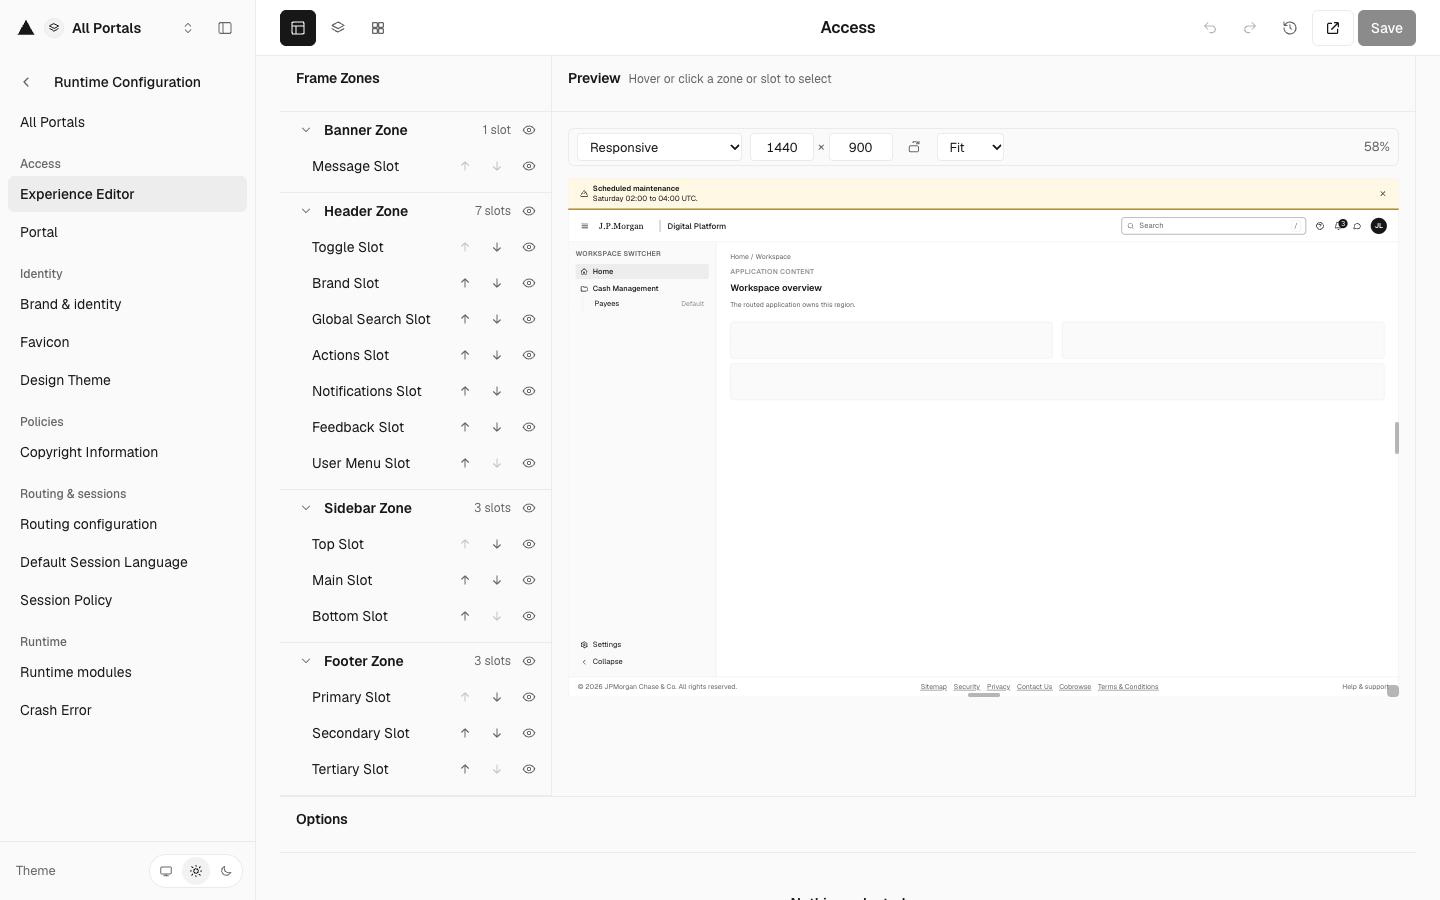 All Portals
Access
Save
Runtime Configuration
All Portals
Access
Experience Editor
Portal
Identity
Brand & identity
Favicon
Design Theme
Policies
Copyright Information
Routing & sessions
Routing configuration
Default Session Language
Session Policy
Runtime
Runtime modules
Crash Error
Theme
Frame Zones
Banner Zone 1 slot
Message Slot
Header Zone 7 slots
Toggle Slot
Brand Slot
Global Search Slot
Actions Slot
Notifications Slot
Feedback Slot
User Menu Slot
Sidebar Zone 3 slots
Top Slot
Main Slot
Bottom Slot
Footer Zone 3 slots
Primary Slot
Secondary Slot
Tertiary Slot
Preview Hover or click a zone or slot to select
Responsive 1440 × 900 Fit 58%
Scheduled maintenance
Saturday 02:00 to 04:00 UTC.
J.P.Morgan Digital Platform Search / 3 JL
WORKSPACE SWITCHER
Home
Cash Management
Payees Default
Settings
Collapse
Home / Workspace
APPLICATION CONTENT
Workspace overview
The routed application owns this region.
© 2026 JPMorgan Chase & Co. All rights reserved. Sitemap Security Privacy Contact Us Cobrowse Terms & Conditions Help & support
Options